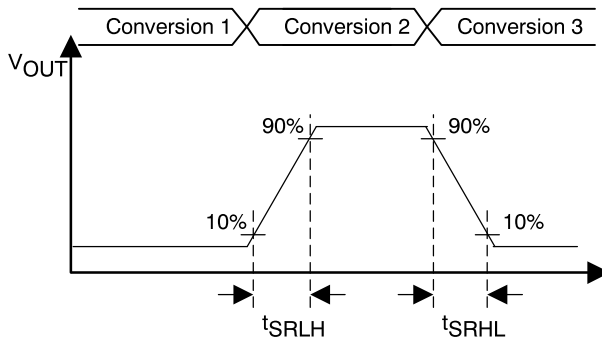 Conversion 1 Conversion 2 Conversion 3
VOUT
90% 90%
10% 10%
tSRLH tSRHL